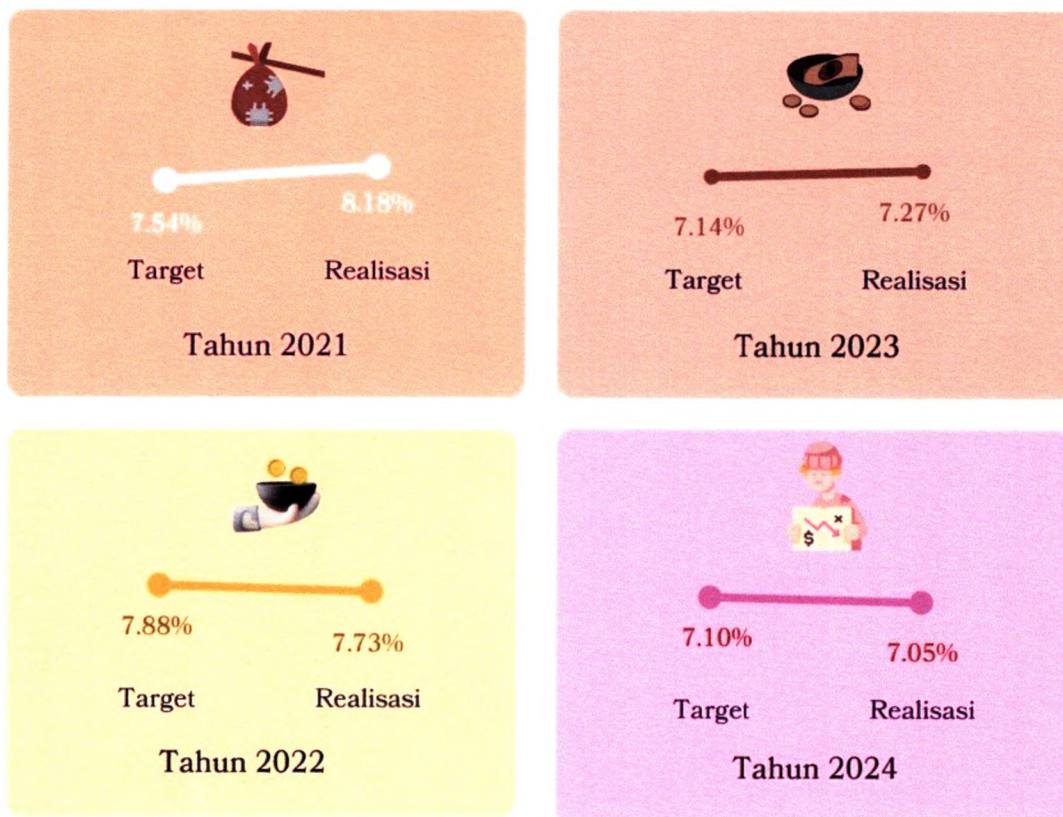 7.54%
8.18%
Target
Realisasi
Tahun 2021
7.14%
7.27%
Target
Realisasi
Tahun 2023
7.88%
7.73%
Target
Realisasi
Tahun 2022
$
x
7.10%
7.05%
Target
Realisasi
Tahun 2024